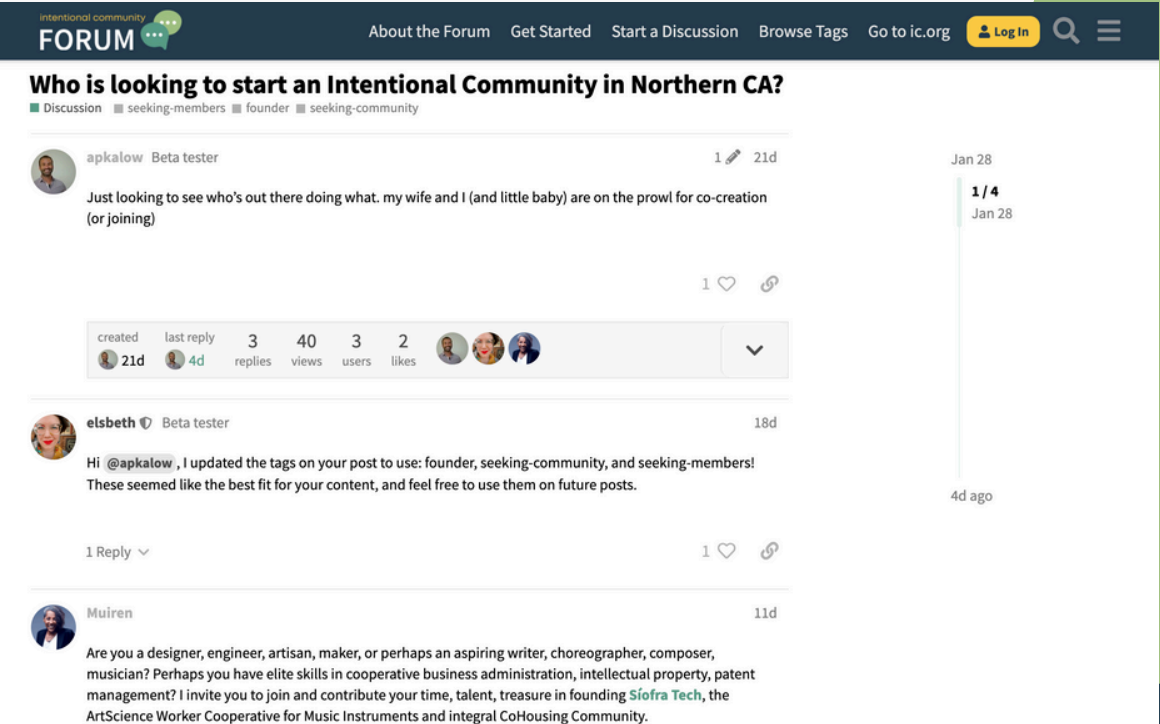 intentional community
FORUM
About the Forum Get Started Start a Discussion Browse Tags Go to ic.org Log In
Who is looking to start an Intentional Community in Northern CA?
Discussion seeking-members founder seeking-community
apkalow Beta tester 1 21d
Just looking to see who's out there doing what. my wife and I (and little baby) are on the prowl for co-creation
(or joining)
1
created last reply 3 40 3 2
21d 4d replies views users likes
Jan 28
1 / 4
Jan 28
4d ago
elsbeth Beta tester 18d
Hi @apkalow, I updated the tags on your post to use: founder, seeking-community, and seeking-members!
These seemed like the best fit for your content, and feel free to use them on future posts.
1 Reply 1
Muiren 11d
Are you a designer, engineer, artisan, maker, or perhaps an aspiring writer, choreographer, composer,
musician? Perhaps you have elite skills in cooperative business administration, intellectual property, patent
management? I invite you to join and contribute your time, talent, treasure in founding Síofra Tech, the
ArtScience Worker Cooperative for Music Instruments and integral CoHousing Community.